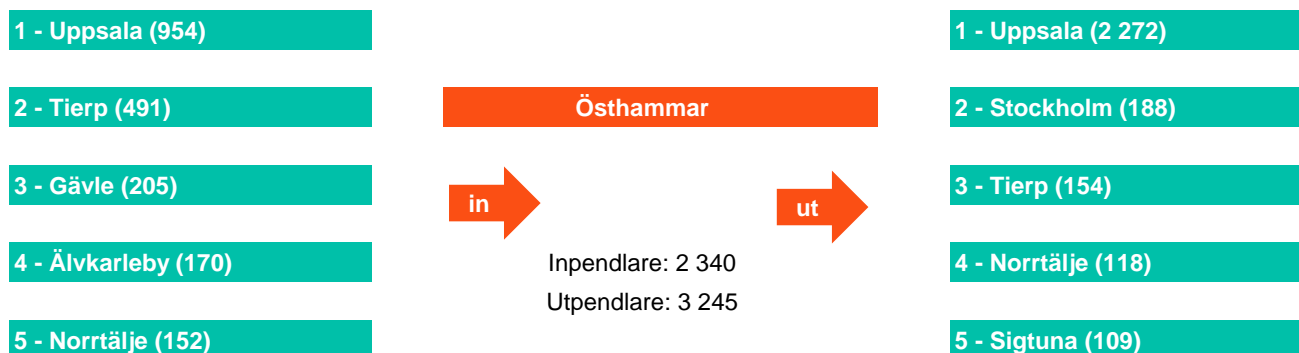 1 - Uppsala (954)
2 - Tierp (491)
3 - Gävle (205)
4 - Älvkarleby (170)
5 - Norrtälje (152)
Östhammar
in
ut
Inpendlare: 2 340
Utpendlare: 3 245
1 - Uppsala (2 272)
2 - Stockholm (188)
3 - Tierp (154)
4 - Norrtälje (118)
5 - Sigtuna (109)